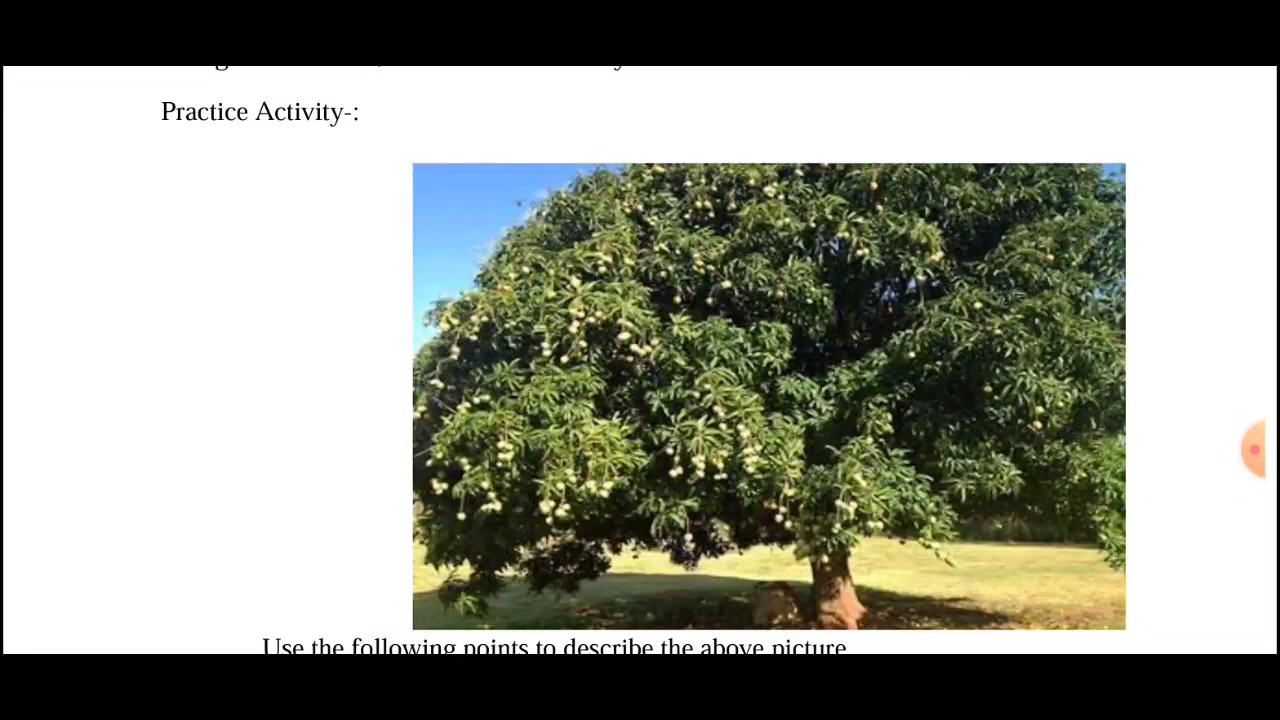 Practice Activity-:
Use the following points to describe the above picture